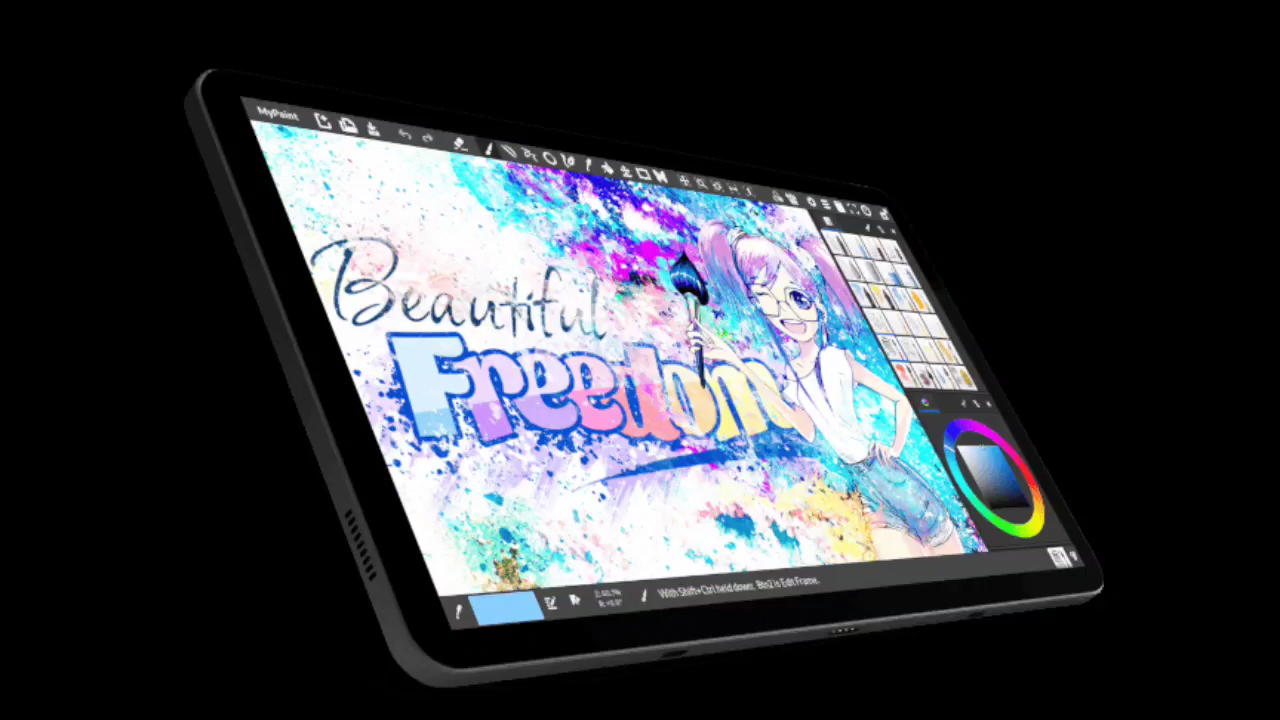 MyPaint
Beautiful
Freedom
With Shift+Ctrl held down, Btn2 is Edit Frame.